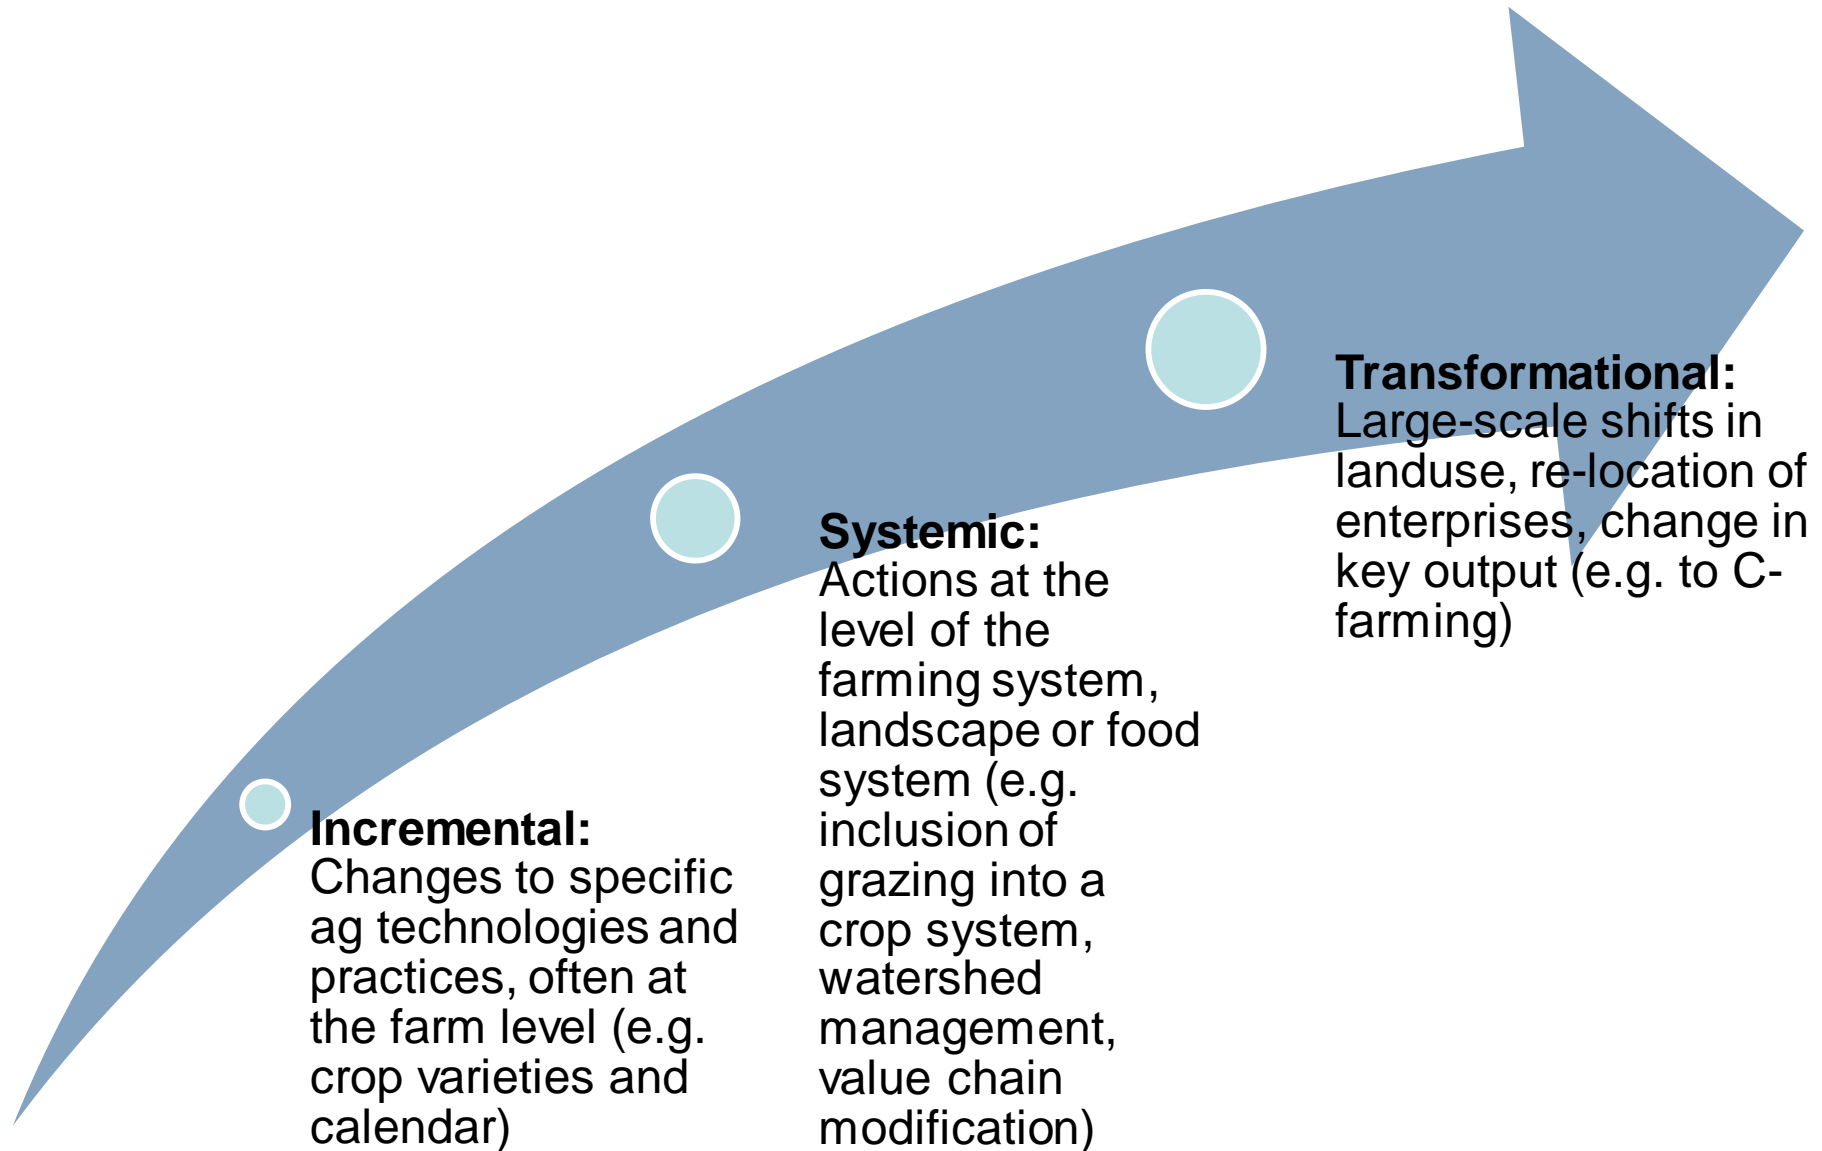 Transformational:
Large-scale shifts in
landuse, re-location of
enterprises, change in
key output (e.g. to C-
farming)
Systemic:
Actions at the
level of the
farming system,
landscape or food
system (e.g.
inclusion of
grazing into a
crop system,
watershed
management,
value chain
modification)
Incremental:
Changes to specific
ag technologies and
practices, often at
the farm level (e.g.
crop varieties and
calendar)